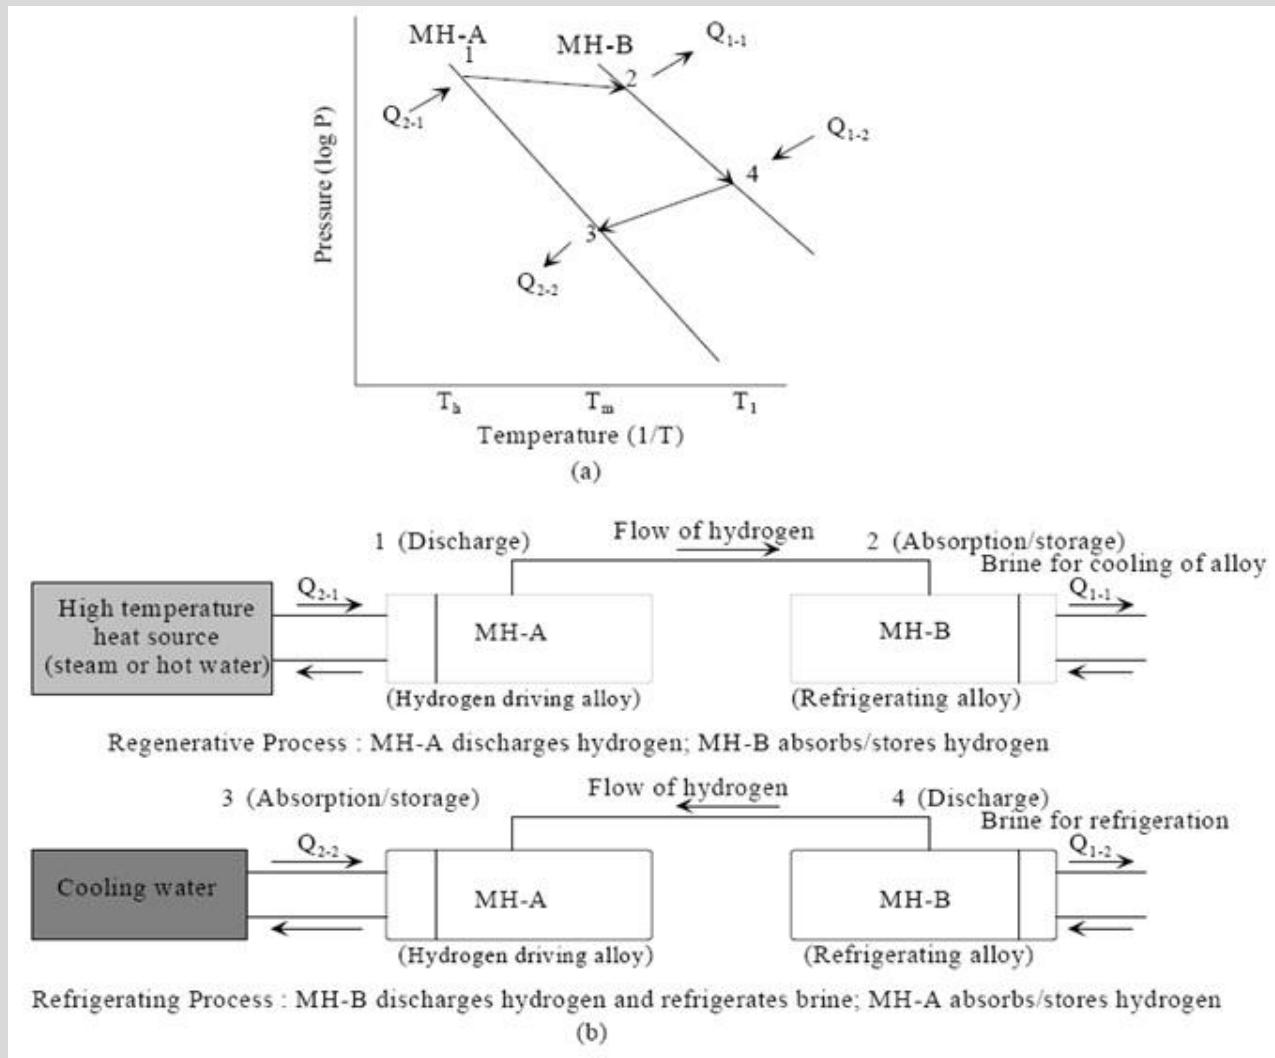 MH-A
1
MH-B
2
Q1-1
Q2-1
Q1-2
4
3
Q2-2
Pressure (log P)
Th
Tm
T1
Temperature (1/T)
(a)
1 (Discharge)
Flow of hydrogen
2 (Absorption/storage)
Brine for cooling of alloy
High temperature
heat source
(steam or hot water)
Q2-1
MH-A
MH-B
Q1-1
(Hydrogen driving alloy)
(Refrigerating alloy)
Regenerative Process : MH-A discharges hydrogen; MH-B absorbs/stores hydrogen
3 (Absorption/storage)
Flow of hydrogen
4 (Discharge)
Brine for refrigeration
Cooling water
Q2-2
MH-A
MH-B
Q1-2
(Hydrogen driving alloy)
(Refrigerating alloy)
Refrigerating Process : MH-B discharges hydrogen and refrigerates brine; MH-A absorbs/stores hydrogen
(b)